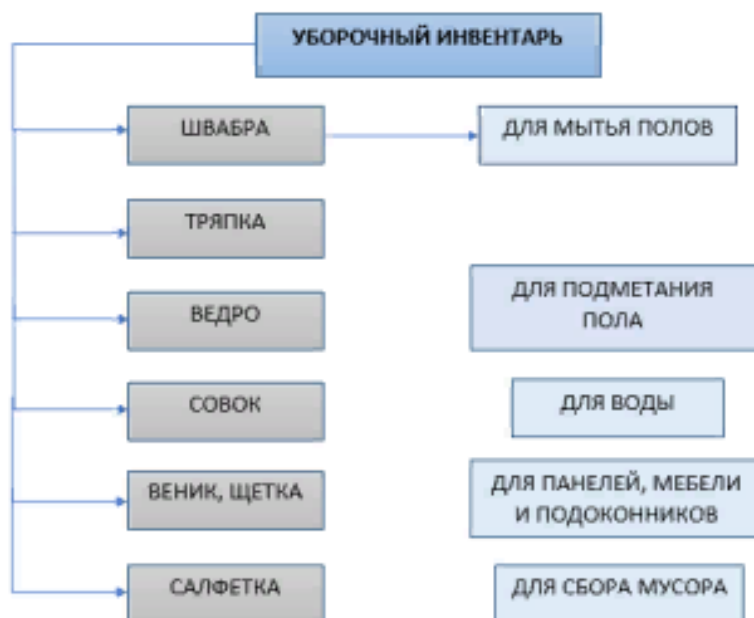 УБОРОЧНЫЙ ИНВЕНТАРЬ
ШВАБРА
ДЛЯ МЫТЬЯ ПОЛОВ
ТРЯПКА
ВЕДРО
ДЛЯ ПОДМЕТАНИЯ
ПОЛА
СОВОК
ДЛЯ ВОДЫ
ВЕНИК, ЩЕТКА
ДЛЯ ПАНЕЛЕЙ, МЕБЕЛИ
И ПОДОКОННИКОВ
САЛФЕТКА
ДЛЯ СБОРА МУСОРА